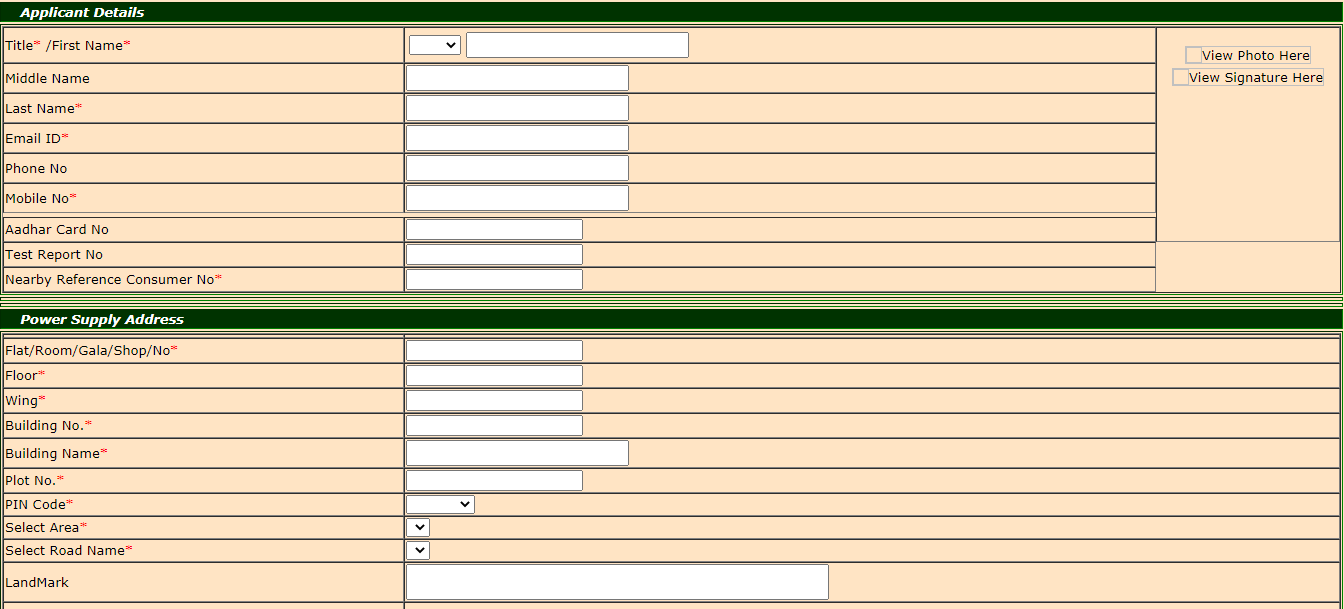 Applicant Details
Title* /First Name*
View Photo Here
View Signature Here
Middle Name
Last Name*
Email ID*
Phone No
Mobile No*
Aadhar Card No
Test Report No
Nearby Reference Consumer No*
Power Supply Address
Flat/Room/Gala/Shop/No*
Floor*
Wing*
Building No.*
Building Name*
Plot No.*
PIN Code*
Select Area*
Select Road Name*
LandMark